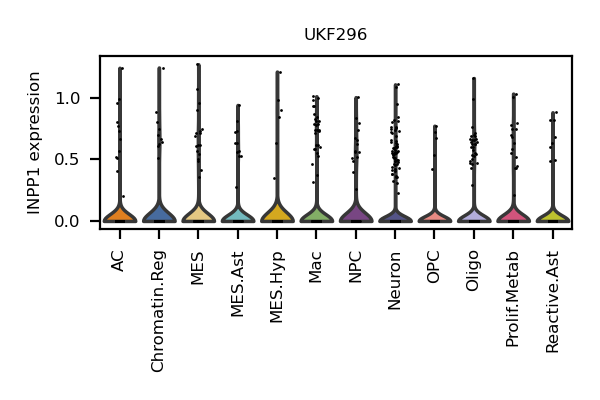 UKF296
INPP1 expression
1.0
0.5
0.0
AC
Chromatin.Reg
MES
MES.Ast
MES.Hyp
Mac
NPC
Neuron
OPC
Oligo
Prolif.Metab
Reactive.Ast